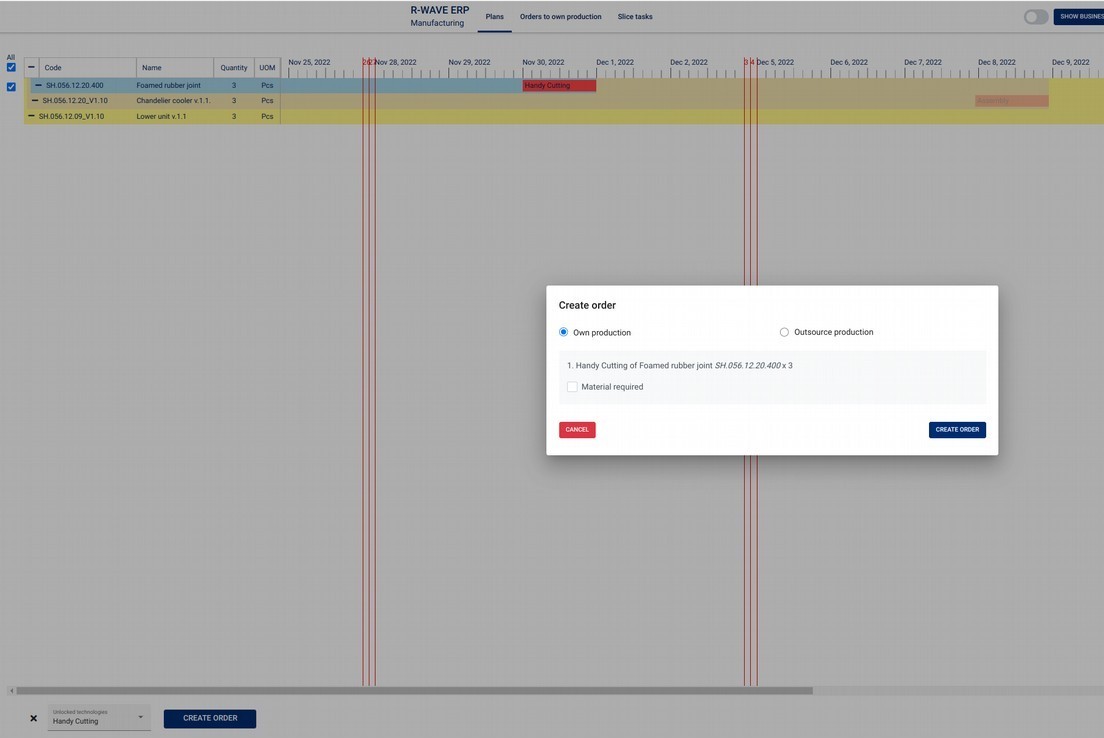 R-WAVE ERP
Manufacturing
Plans
Orders to own production
Slice tasks
SHOW BUSINES
All
Code
Name
Quantity
UOM
Nov 25, 2022
26
27
Nov 28, 2022
Nov 29, 2022
Nov 30, 2022
Dec 1, 2022
Dec 2, 2022
3
4
Dec 5, 2022
Dec 6, 2022
Dec 7, 2022
Dec 8, 2022
Dec 9, 2022
SH.056.12.20.400
Foamed rubber joint
3
Pcs
Handy Cutting
SH.056.12.20_V1.10
Chandelier cooler v.1.1.
3
Pcs
Assembly
SH.056.12.09_V1.10
Lower unit v.1.1
3
Pcs
Create order
Own production
Outsource production
1. Handy Cutting of Foamed rubber joint SH.056.12.20.400 x 3
Material required
CANCEL
CREATE ORDER
Unlocked technologies
Handy Cutting
CREATE ORDER